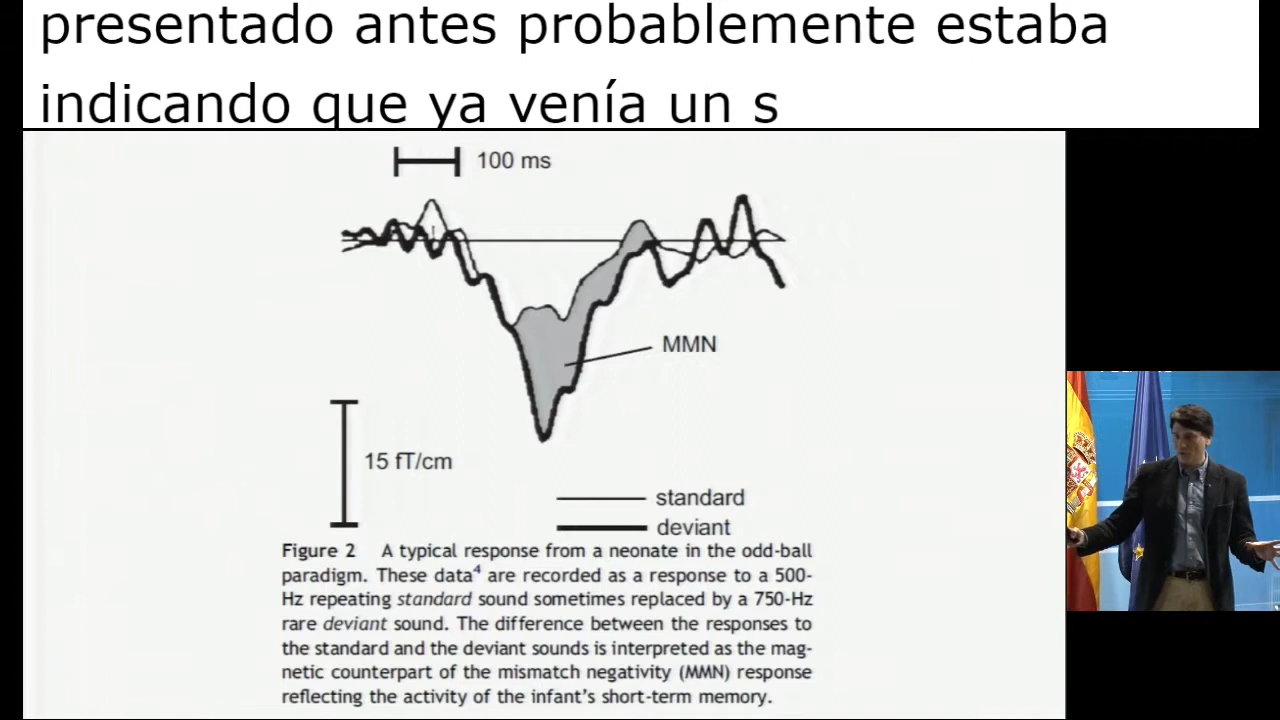 presentado antes probablemente estaba
indicando que ya venía un s
100 ms
MMN
15 fT/cm
standard
deviant
Figure 2 A typical response from a neonate in the odd-ball
paradigm. These data4 are recorded as a response to a 500-
Hz repeating standard sound sometimes replaced by a 750-Hz
rare deviant sound. The difference between the responses to
the standard and the deviant sounds is interpreted as the mag-
netic counterpart of the mismatch negativity (MMN) response
reflecting the activity of the infant's short-term memory.